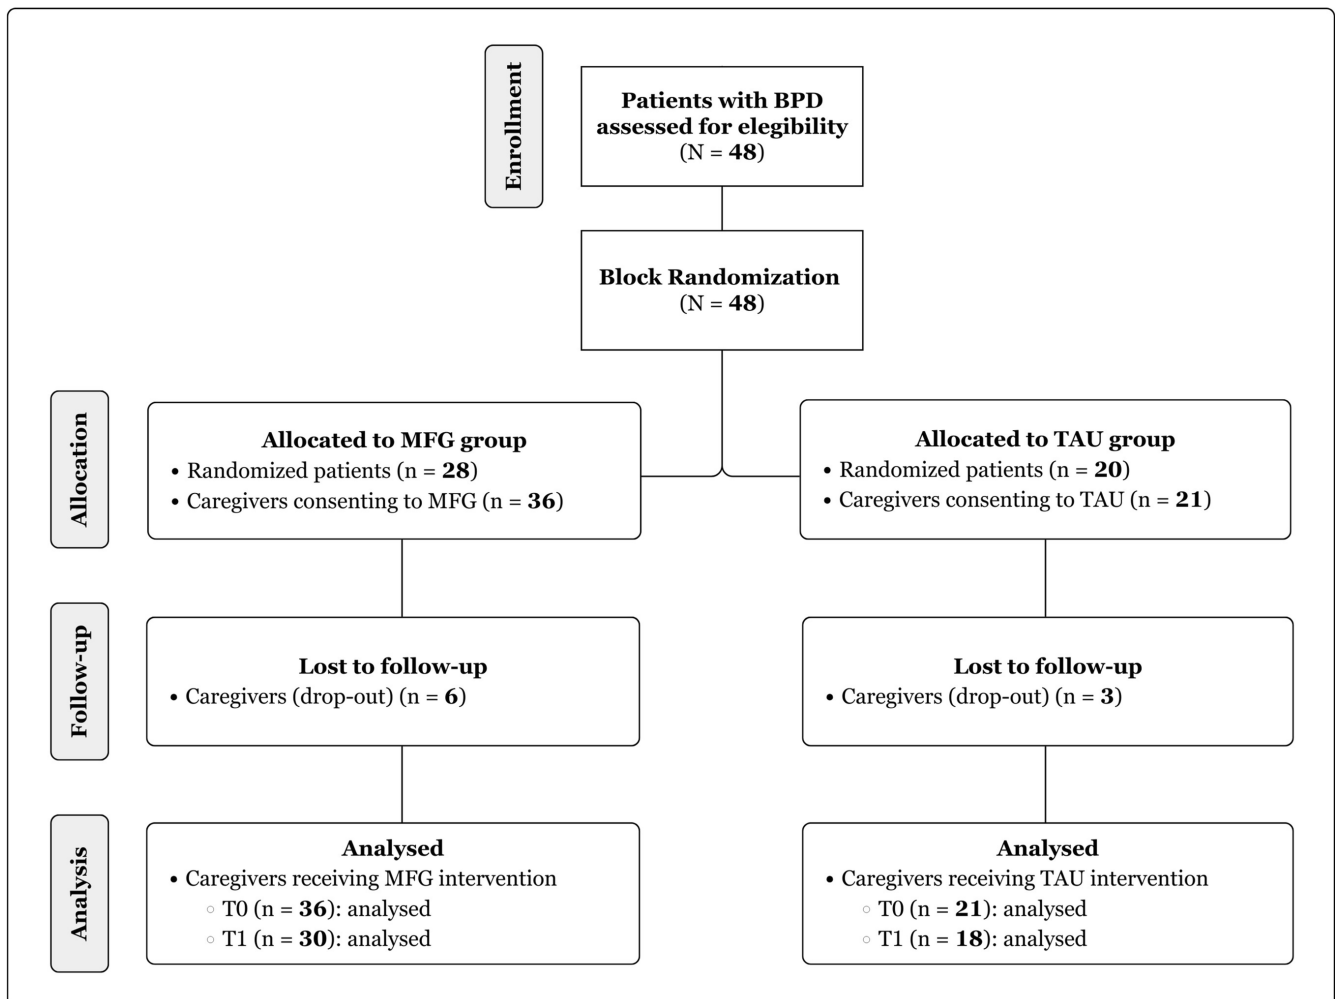 Enrollment
Patients with BPD
assessed for elegibility
(N = 48)
Block Randomization
(N = 48)
Allocation
Allocated to MFG group
• Randomized patients (n = 28)
• Caregivers consenting to MFG (n = 36)
Allocated to TAU group
• Randomized patients (n = 20)
• Caregivers consenting to TAU (n = 21)
Follow-up
Lost to follow-up
• Caregivers (drop-out) (n = 6)
Lost to follow-up
• Caregivers (drop-out) (n = 3)
Analysis
Analysed
• Caregivers receiving MFG intervention
○ T0 (n = 36): analysed
○ T1 (n = 30): analysed
Analysed
• Caregivers receiving TAU intervention
○ T0 (n = 21): analysed
○ T1 (n = 18): analysed